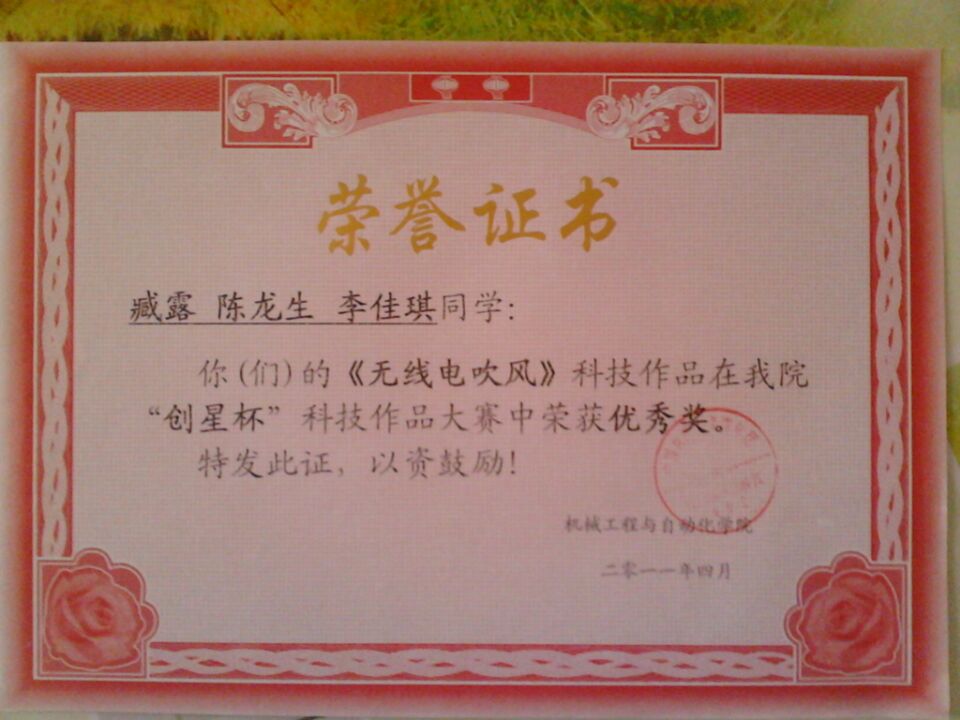 荣誉证书
臧露 陈龙生 李佳琪同学：
你(们)的《无线电吹风》科技作品在我院
“创星杯”科技作品大赛中荣获优秀奖。
特发此证，以资鼓励！
机械工程与自动化学院
二零一一年四月